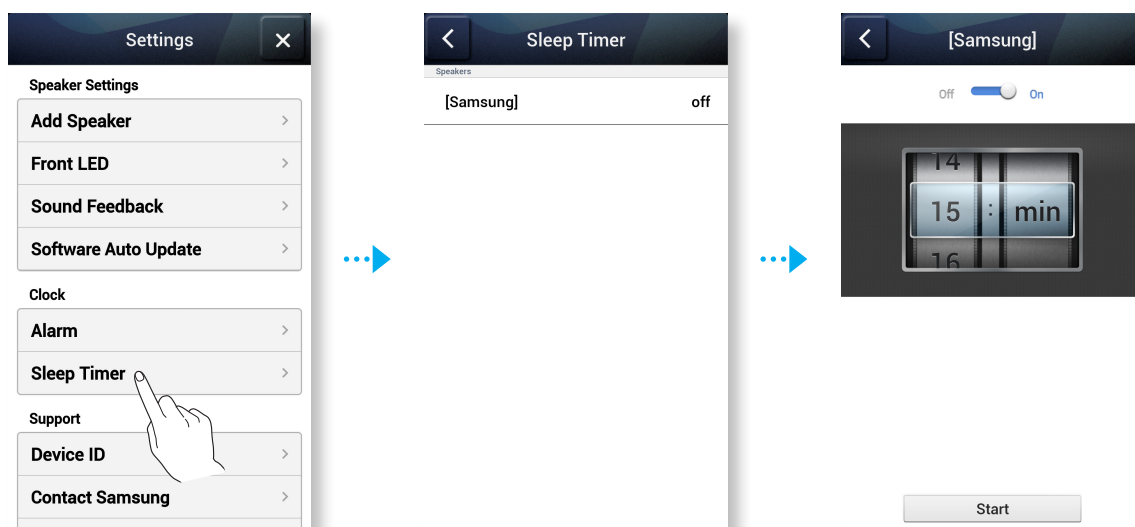 Settings
Speaker Settings
Add Speaker
Front LED
Sound Feedback
Software Auto Update
Clock
Alarm
Sleep Timer
Support
Device ID
Contact Samsung
Sleep Timer
Speakers
[Samsung] off
[Samsung]
Off On
14
15 : min
16
Start